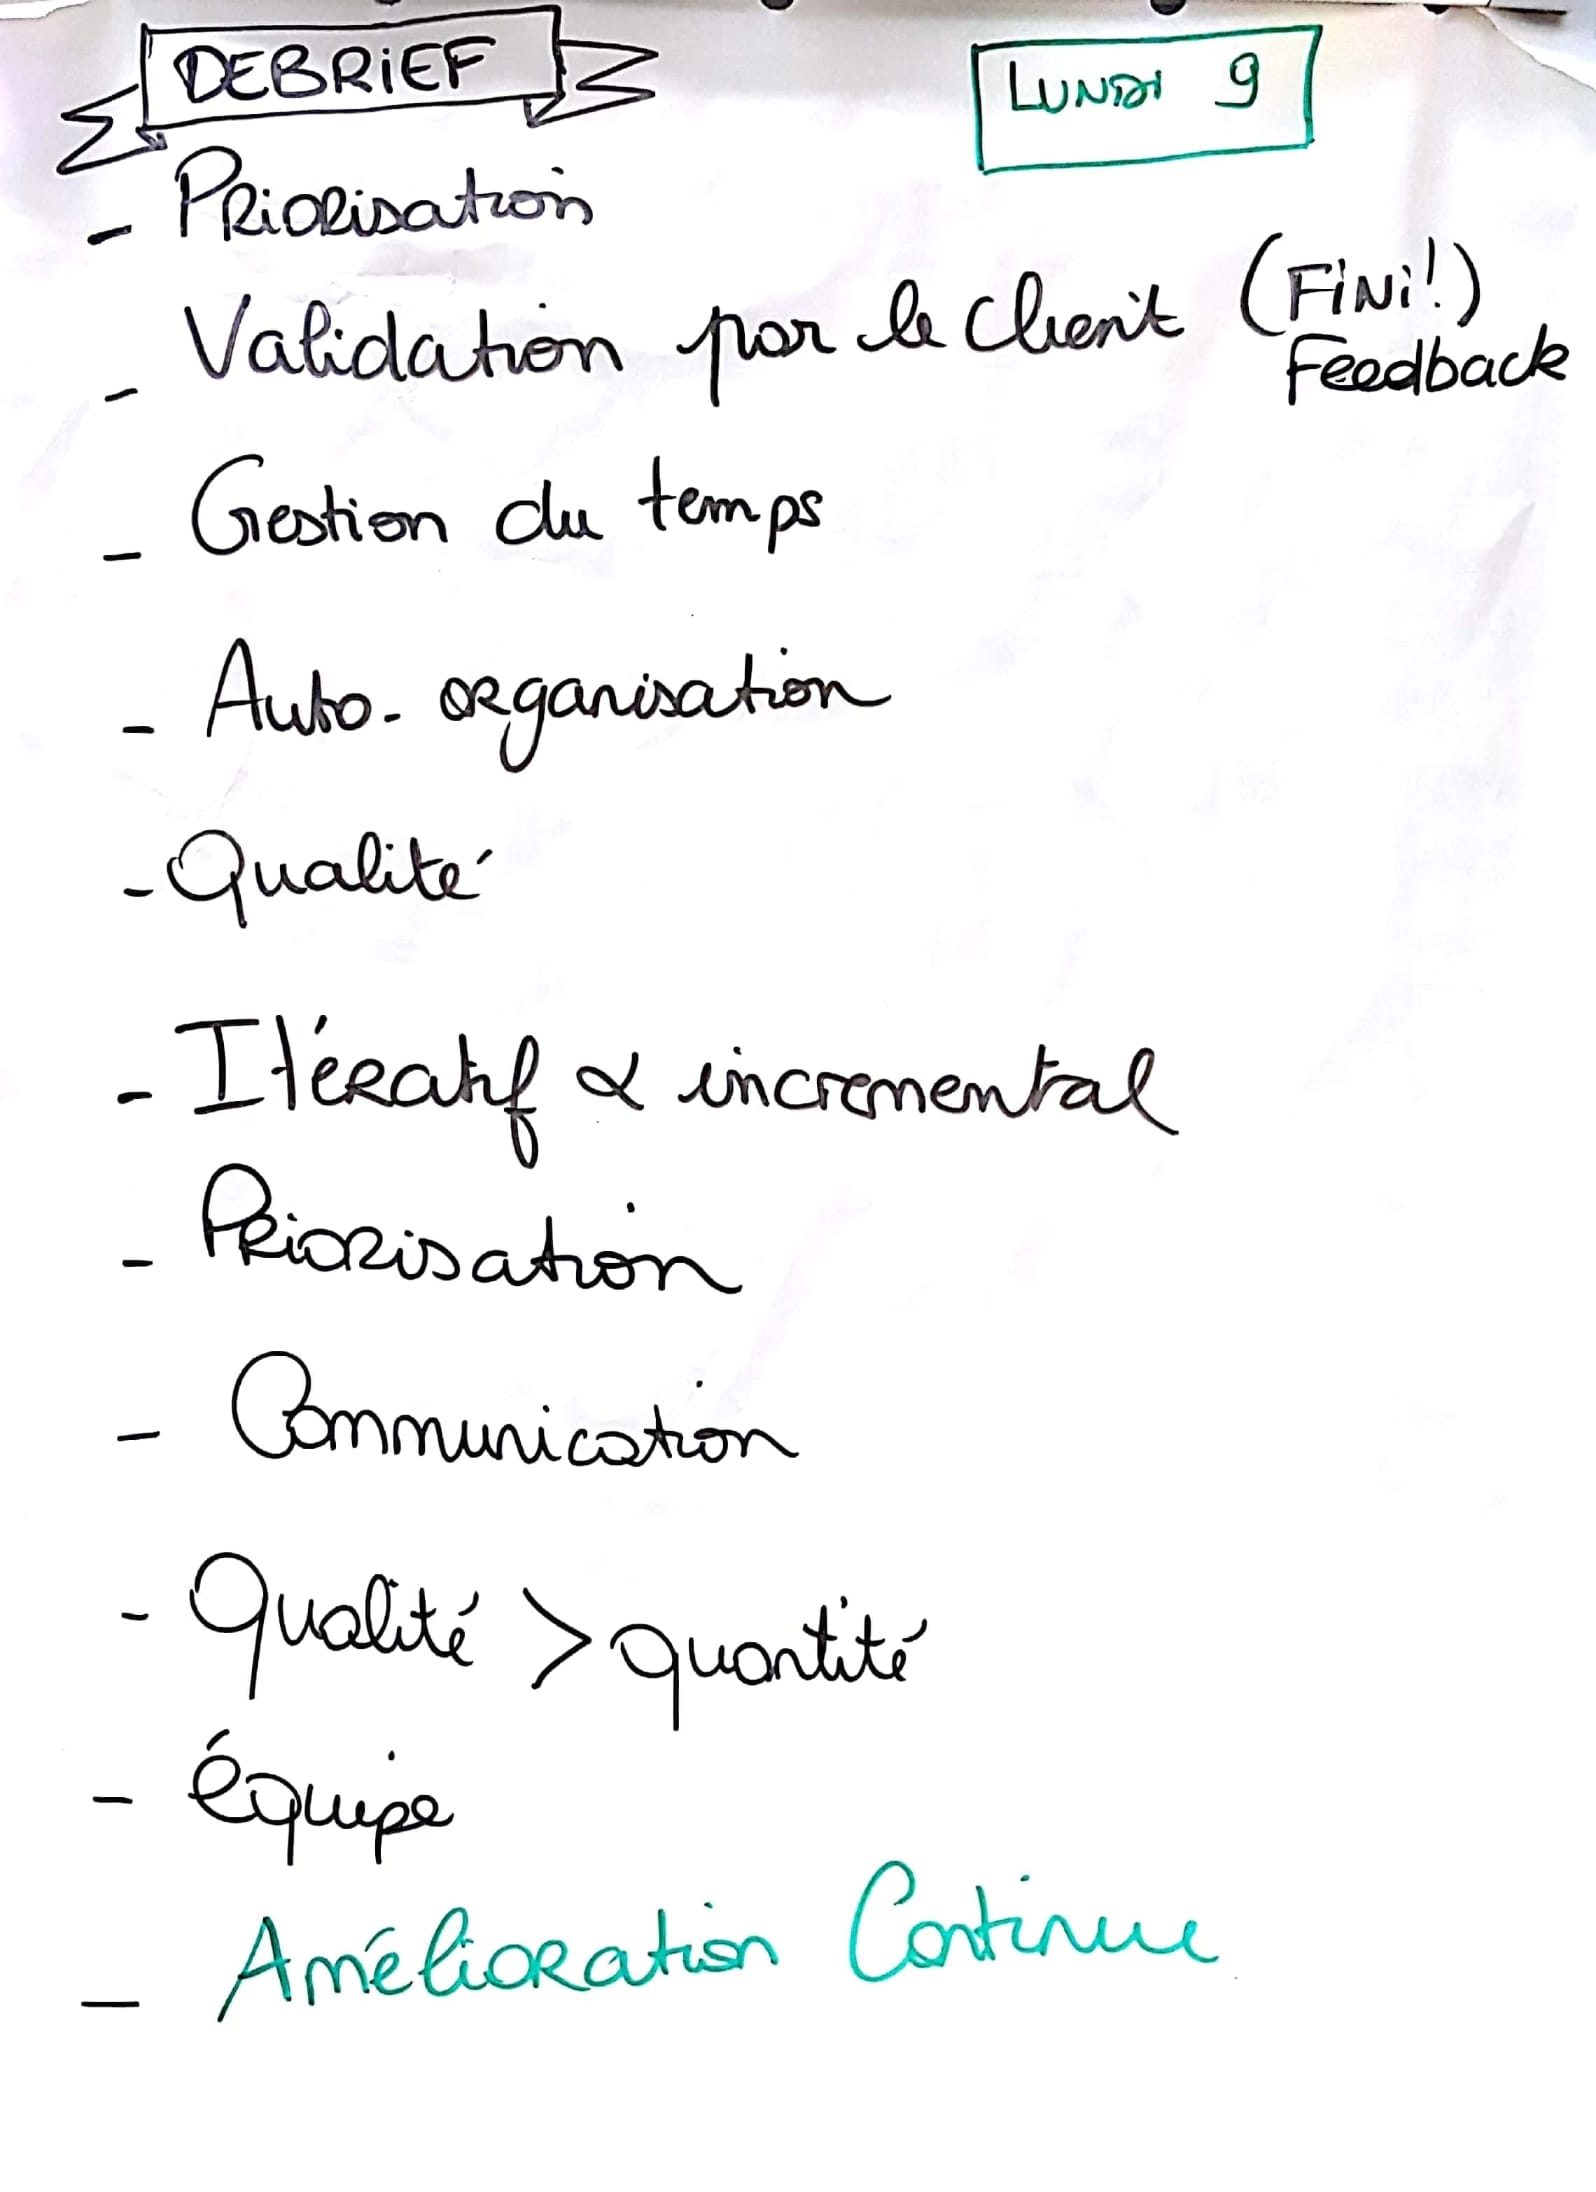 DEBRIEF
LUNDI 9
- Priorisation
- Validation par le client (Fini!)
Feedback
- Gestion du temps
- Auto-organisation
- Qualité
- Itératif & incremental
- Priorisation
- Communication
- Qualité > quantité
- équipe
- Amélioration Continue